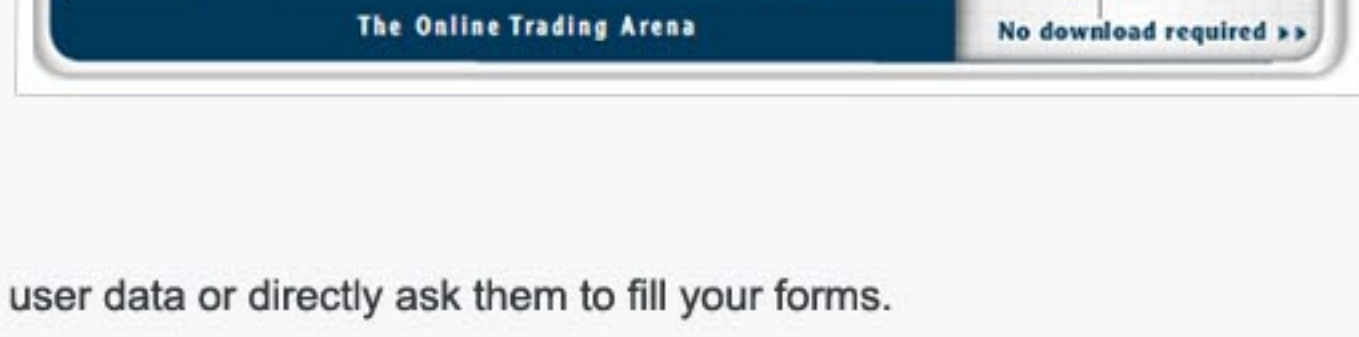 The Online Trading Arena
No download required ▸▸
user data or directly ask them to fill your forms.